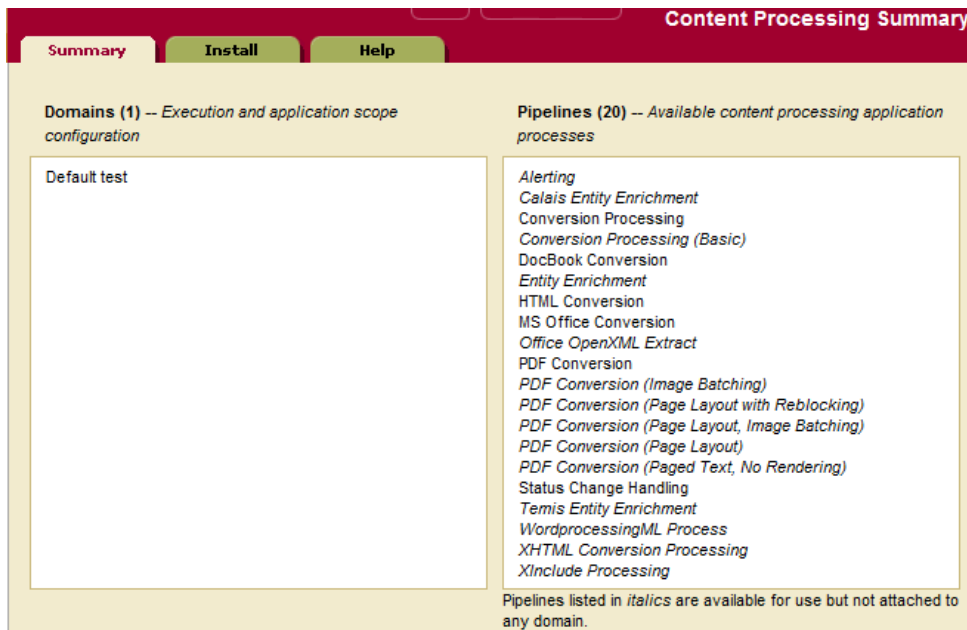 Content Processing Summary
Summary
Install
Help
Domains (1) -- Execution and application scope
configuration
Default test
Pipelines (20) -- Available content processing application
processes
Alerting
Calais Entity Enrichment
Conversion Processing
Conversion Processing (Basic)
DocBook Conversion
Entity Enrichment
HTML Conversion
MS Office Conversion
Office OpenXML Extract
PDF Conversion
PDF Conversion (Image Batching)
PDF Conversion (Page Layout with Reblocking)
PDF Conversion (Page Layout, Image Batching)
PDF Conversion (Page Layout)
PDF Conversion (Paged Text, No Rendering)
Status Change Handling
Temis Entity Enrichment
WordprocessingML Process
XHTML Conversion Processing
XInclude Processing
Pipelines listed in italics are available for use but not attached to
any domain.